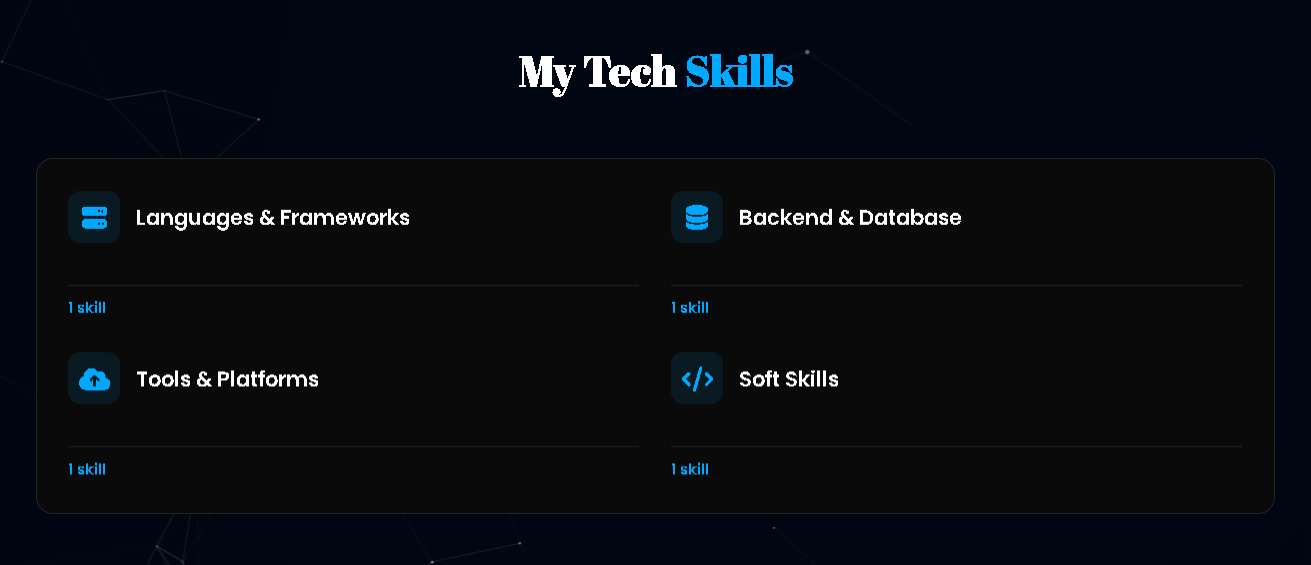 My Tech Skills
Languages & Frameworks
1 skill
Backend & Database
1 skill
Tools & Platforms
1 skill
Soft Skills
1 skill